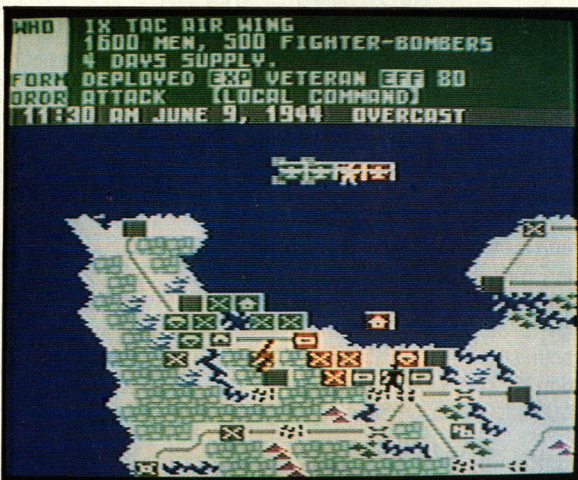 WHO IX TAC AIR WING
1600 MEN, 500 FIGHTER-BOMBERS
4 DAYS SUPPLY.
FORM DEPLOYED EXP VETERAN EFF 80
OROR ATTACK (LOCAL COMMAND)
11:30 AM JUNE 9, 1944 OVERCAST